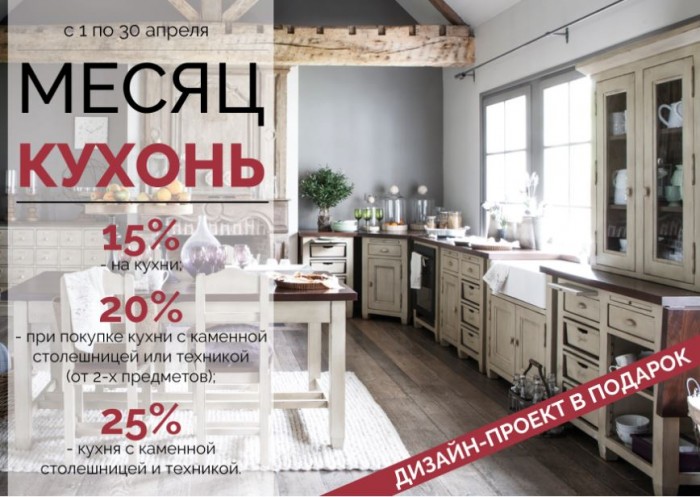 с 1 по 30 апреля
МЕСЯЦ
КУХОНЬ
15%
- на кухни;
20%
- при покупке кухни с каменной
столешницей или техникой
(от 2-х предметов);
25%
- кухня с каменной
столешницей и техникой.
ДИЗАЙН-ПРОЕКТ В ПОДАРОК